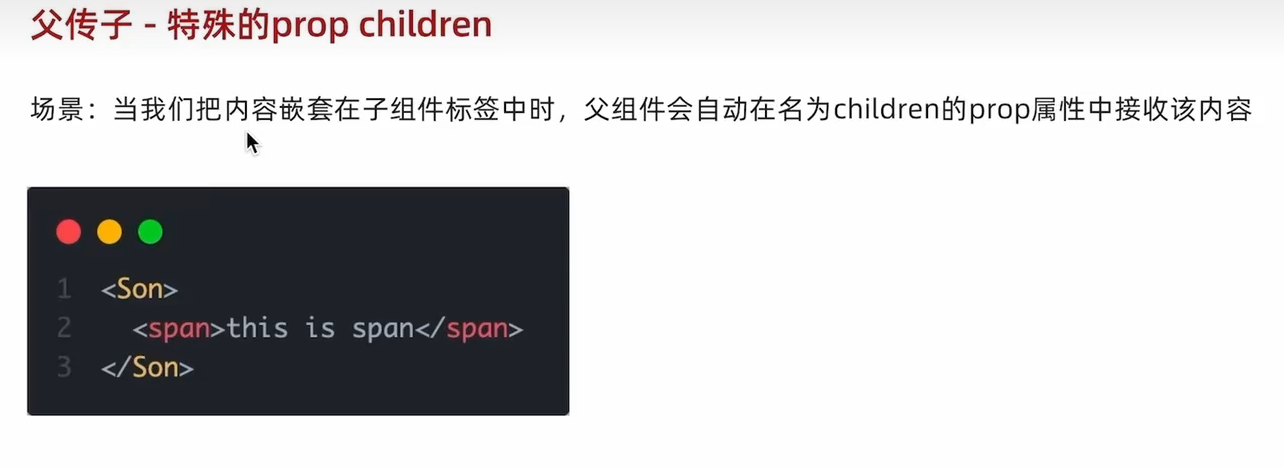 父传子 - 特殊的prop children
场景：当我们把内容嵌套在子组件标签中时，父组件会自动在名为children的prop属性中接收该内容
1 <Son>
2   <span>this is span</span>
3 </Son>